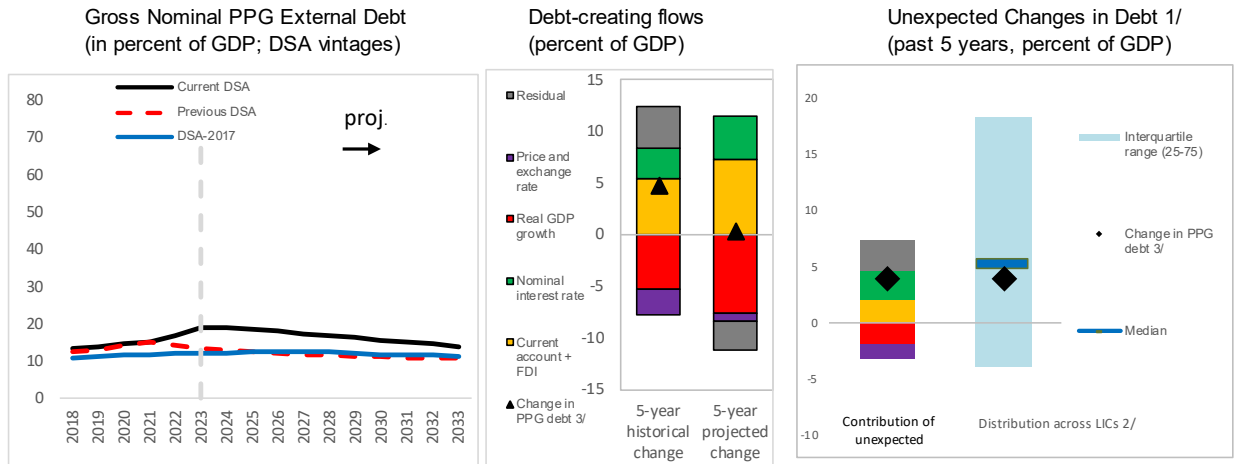 Gross Nominal PPG External Debt
(in percent of GDP; DSA vintages)
Current DSA
Previous DSA
DSA-2017
proj.
80
70
60
50
40
30
20
10
0
2018
2019
2020
2021
2022
2023
2024
2025
2026
2027
2028
2029
2030
2031
2032
2033
Debt-creating flows
(percent of GDP)
Residual
Price and
exchange
rate
Real GDP
growth
Nominal
interest rate
Current
account +
FDI
Change in
PPG debt 3/
15
10
5
0
-5
-10
-15
5-year
historical
change
5-year
projected
change
Unexpected Changes in Debt 1/
(past 5 years, percent of GDP)
20
15
10
5
0
-5
-10
Interquartile
range (25-75)
Change in PPG
debt 3/
Median
Contribution of
unexpected
Distribution across LICs 2/